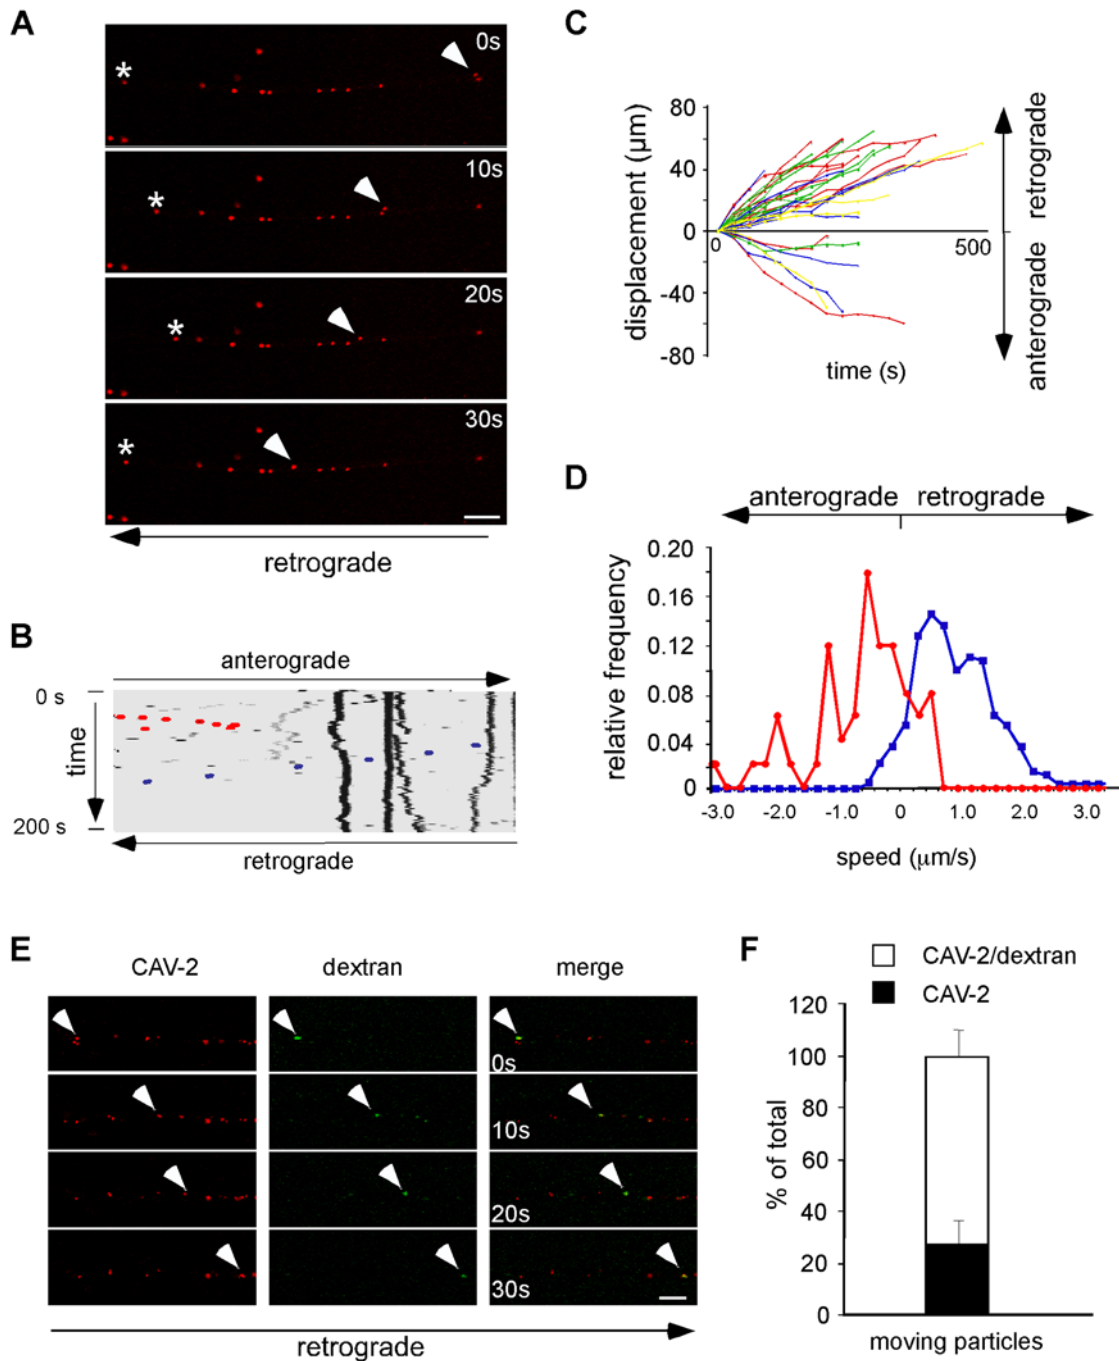 A
0s
*
10s
*
20s
*
30s
*
retrograde
B
anterograde
0 s
time
200 s
retrograde
C
80
40
0
-40
-80
0
500
displacement (µm)
time (s)
retrograde
anterograde
D
anterograde
retrograde
0.20
0.16
0.12
0.08
0.04
0
relative frequency
-3.0
-2.0
-1.0
0
1.0
2.0
3.0
speed (µm/s)
E
CAV-2
dextran
merge
0s
10s
20s
30s
retrograde
F
CAV-2/dextran
CAV-2
120
100
80
60
40
20
0
% of total
moving particles